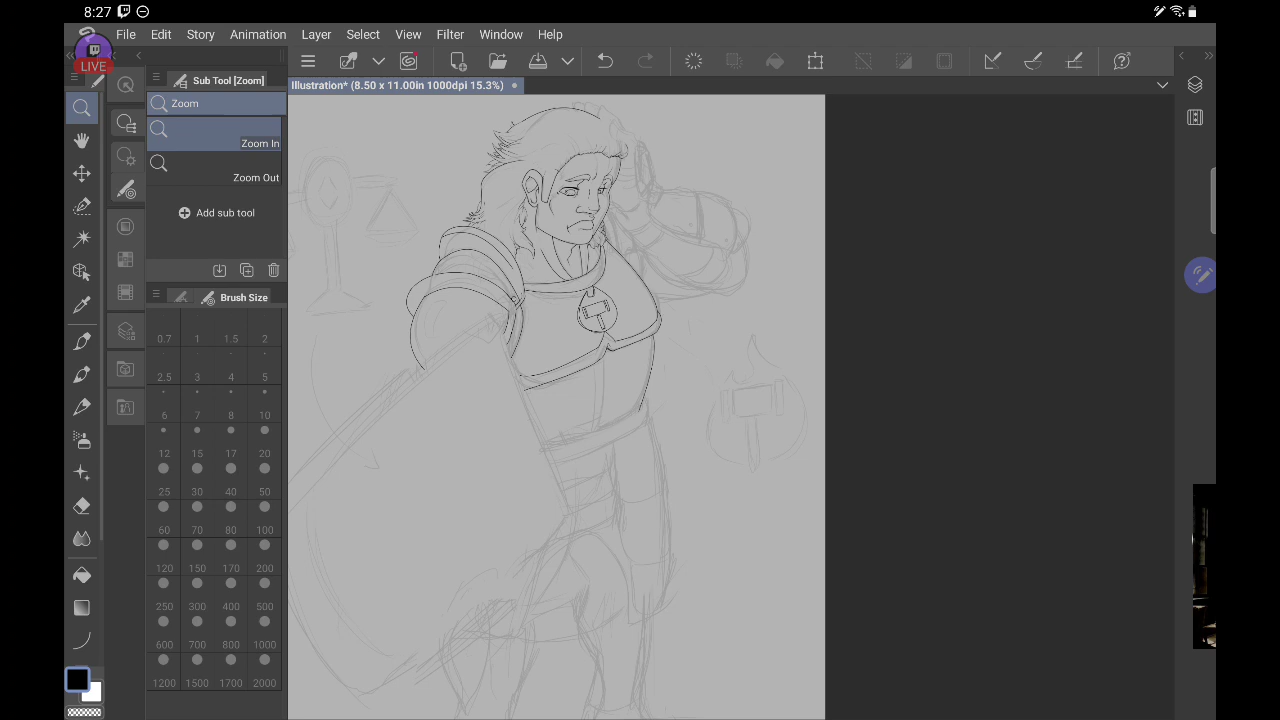 8:27
File Edit Story Animation Layer Select View Filter Window Help
LIVE
Sub Tool [Zoom]
Illustration* (8.50 x 11.00in 1000dpi 15.3%)
Zoom
Zoom In
Zoom Out
Add sub tool
Brush Size
0.7 1 1.5 2
2.5 3 4 5
6 7 8 10
12 15 17 20
25 30 40 50
60 70 80 100
120 150 170 200
250 300 400 500
600 700 800 1000
1200 1500 1700 2000